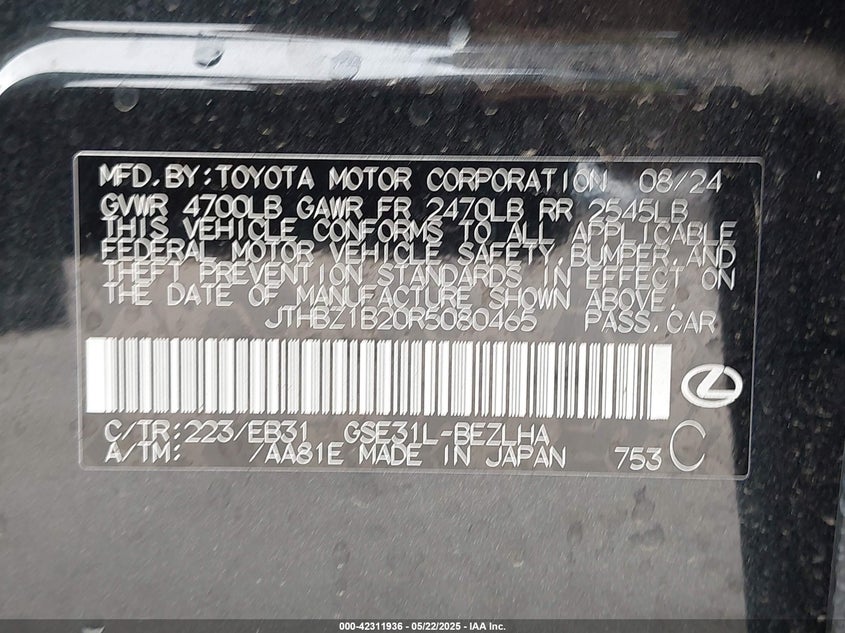 MFD.BY:TOYOTA MOTOR CORPORATION 08/24
GVWR 4700LB GAWR FR 2470LB RR 2545LB
THIS VEHICLE CONFORMS TO ALL APPLICABLE
FEDERAL MOTOR VEHICLE SAFETY,BUMPER,AND
THEFT PREVENTION STANDARDS IN EFFECT ON
THE DATE OF MANUFACTURE SHOWN ABOVE.
JTHBZ1B20R5080465 PASS.CAR
C/TR:223/EB31 GSE31L-BEZLHA
A/TM: /AA81E MADE IN JAPAN 753 C
000-42311936 - 05/22/2025 - IAA Inc.